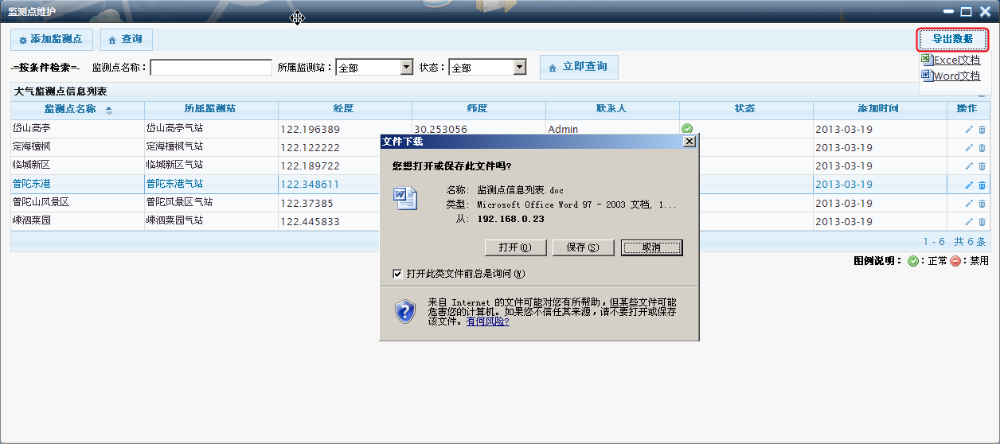 监测点维护
添加监测点 查询 导出数据
Excel文档
Word文档
-=按条件检索=- 监测点名称： 所属监测站： 全部 状态： 全部 立即查询
大气监测点信息列表
监测点名称 所属监测站 经度 纬度 联系人 状态 添加时间 操作
岱山高亭 岱山高亭气站 122.196389 30.253056 Admin 2013-03-19
定海檀枫 定海檀枫气站 122.122222 2013-03-19
临城新区 临城新区气站 122.189722 2013-03-19
普陀东港 普陀东港气站 122.348611 2013-03-19
普陀山风景区 普陀风景区气站 122.37385 2013-03-19
嵊泗菜园 嵊泗菜园气站 122.445833 2013-03-19
1 - 6 共 6 条
图例说明： ：正常 ：禁用
文件下载
您想打开或保存此文件吗?
名称: 监测点信息列表.doc
类型: Microsoft Office Word 97 - 2003 文档, 1...
从: 192.168.0.23
打开(O) 保存(S) 取消
打开此类文件前总是询问(W)
来自 Internet 的文件可能对您有所帮助，但某些文件可能
危害您的计算机。如果您不信任其来源，请不要打开或保存
该文件。有何风险?